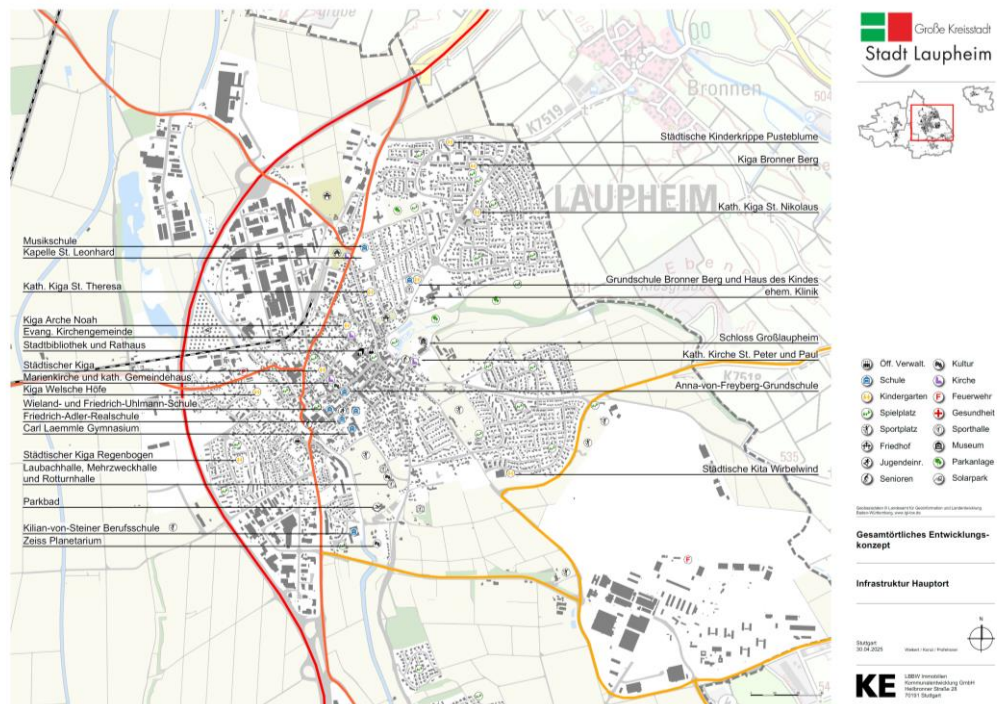 Große Kreisstadt
Stadt Laupheim
Bronnen
504
K7519
LAUPHEIM
Städtische Kinderkrippe Pusteblume
Kiga Bronner Berg
Kath. Kiga St. Nikolaus
Grundschule Bronner Berg und Haus des Kindes
ehem. Klinik
Schloss Großlaupheim
Kath. Kirche St. Peter und Paul
K7518
Anna-von-Freyberg-Grundschule
535
Städtische Kita Wirbelwind
54
Musikschule
Kapelle St. Leonhard
Kath. Kiga St. Theresa
Kiga Arche Noah
Evang. Kirchengemeinde
Stadtbibliothek und Rathaus
Städtischer Kiga
Marienkirche und kath. Gemeindehaus
Kiga Welsche Höfe
Wieland- und Friedrich-Uhlmann-Schule
Friedrich-Adler-Realschule
Carl Laemmle Gymnasium
Städtischer Kiga Regenbogen
Laubachhalle, Mehrzweckhalle
und Rotturnhalle
Parkbad
Kilian-von-Steiner Berufsschule
Zeiss Planetarium
Öff. Verwalt.
Kultur
Schule
Kirche
Kindergarten
F Feuerwehr
Spielplatz
Gesundheit
Sportplatz
Sporthalle
Friedhof
Museum
Jugendeinr.
Parkanlage
Senioren
Solarpark
Gesamtörtliches Entwicklungs-
konzept
Infrastruktur Hauptort
N
Stuttgart
30.04.2025
KE
LBBW Immobilien
Kommunalentwicklung GmbH
Heilbronner Straße 28
70191 Stuttgart